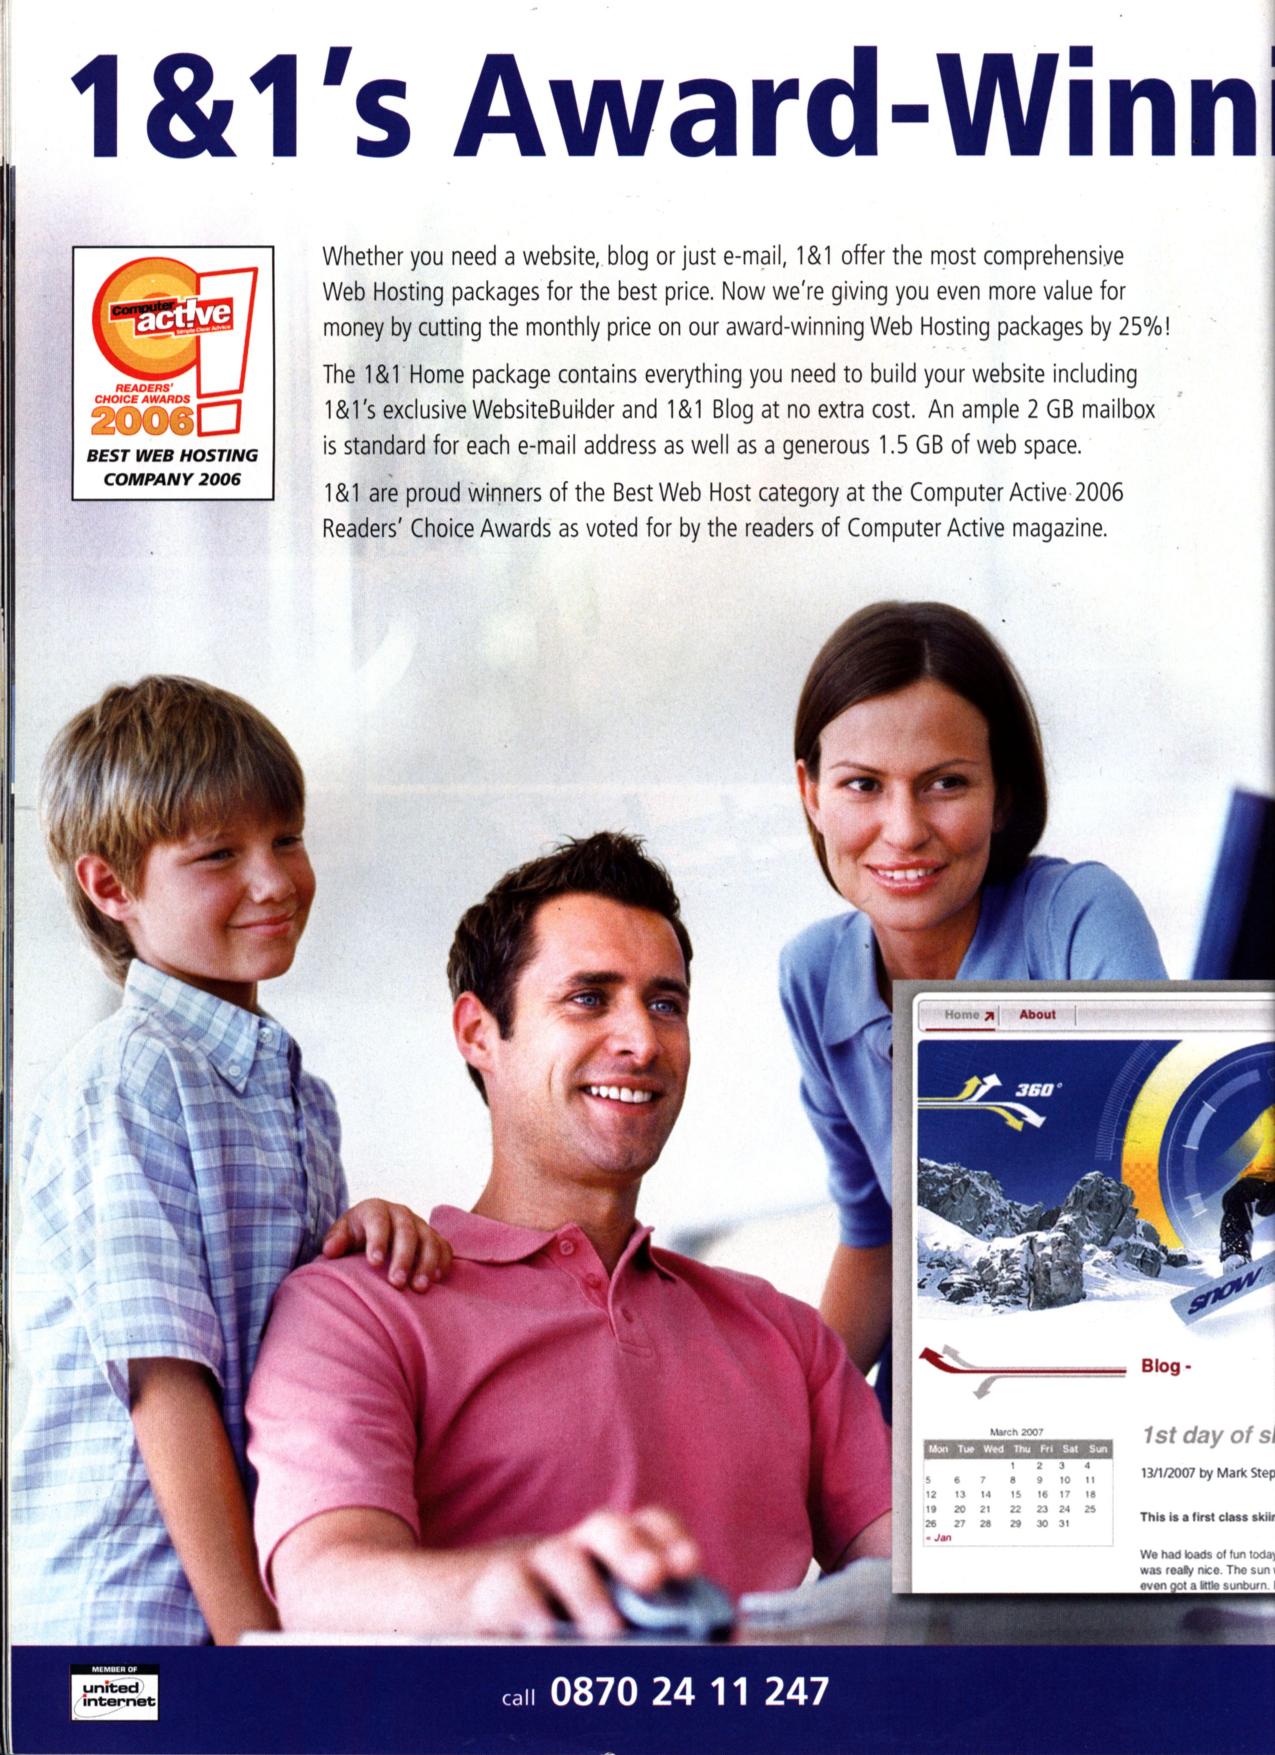 1&1's Award-Winni
Computer
active
Simple Clear Advice
READERS'
CHOICE AWARDS
2006
BEST WEB HOSTING
COMPANY 2006
Whether you need a website, blog or just e-mail, 1&1 offer the most comprehensive
Web Hosting packages for the best price. Now we're giving you even more value for
money by cutting the monthly price on our award-winning Web Hosting packages by 25%!
The 1&1 Home package contains everything you need to build your website including
1&1's exclusive WebsiteBuilder and 1&1 Blog at no extra cost. An ample 2 GB mailbox
is standard for each e-mail address as well as a generous 1.5 GB of web space.
1&1 are proud winners of the Best Web Host category at the Computer Active 2006
Readers' Choice Awards as voted for by the readers of Computer Active magazine.
Home About
360°
snow
Blog -
March 2007
Mon Tue Wed Thu Fri Sat Sun
1 2 3 4
5 6 7 8 9 10 11
12 13 14 15 16 17 18
19 20 21 22 23 24 25
26 27 28 29 30 31
« Jan
1st day of s
13/1/2007 by Mark Step
This is a first class skiin
We had loads of fun today
was really nice. The sun
even got a little sunburn.
MEMBER OF
united
internet
call 0870 24 11 247